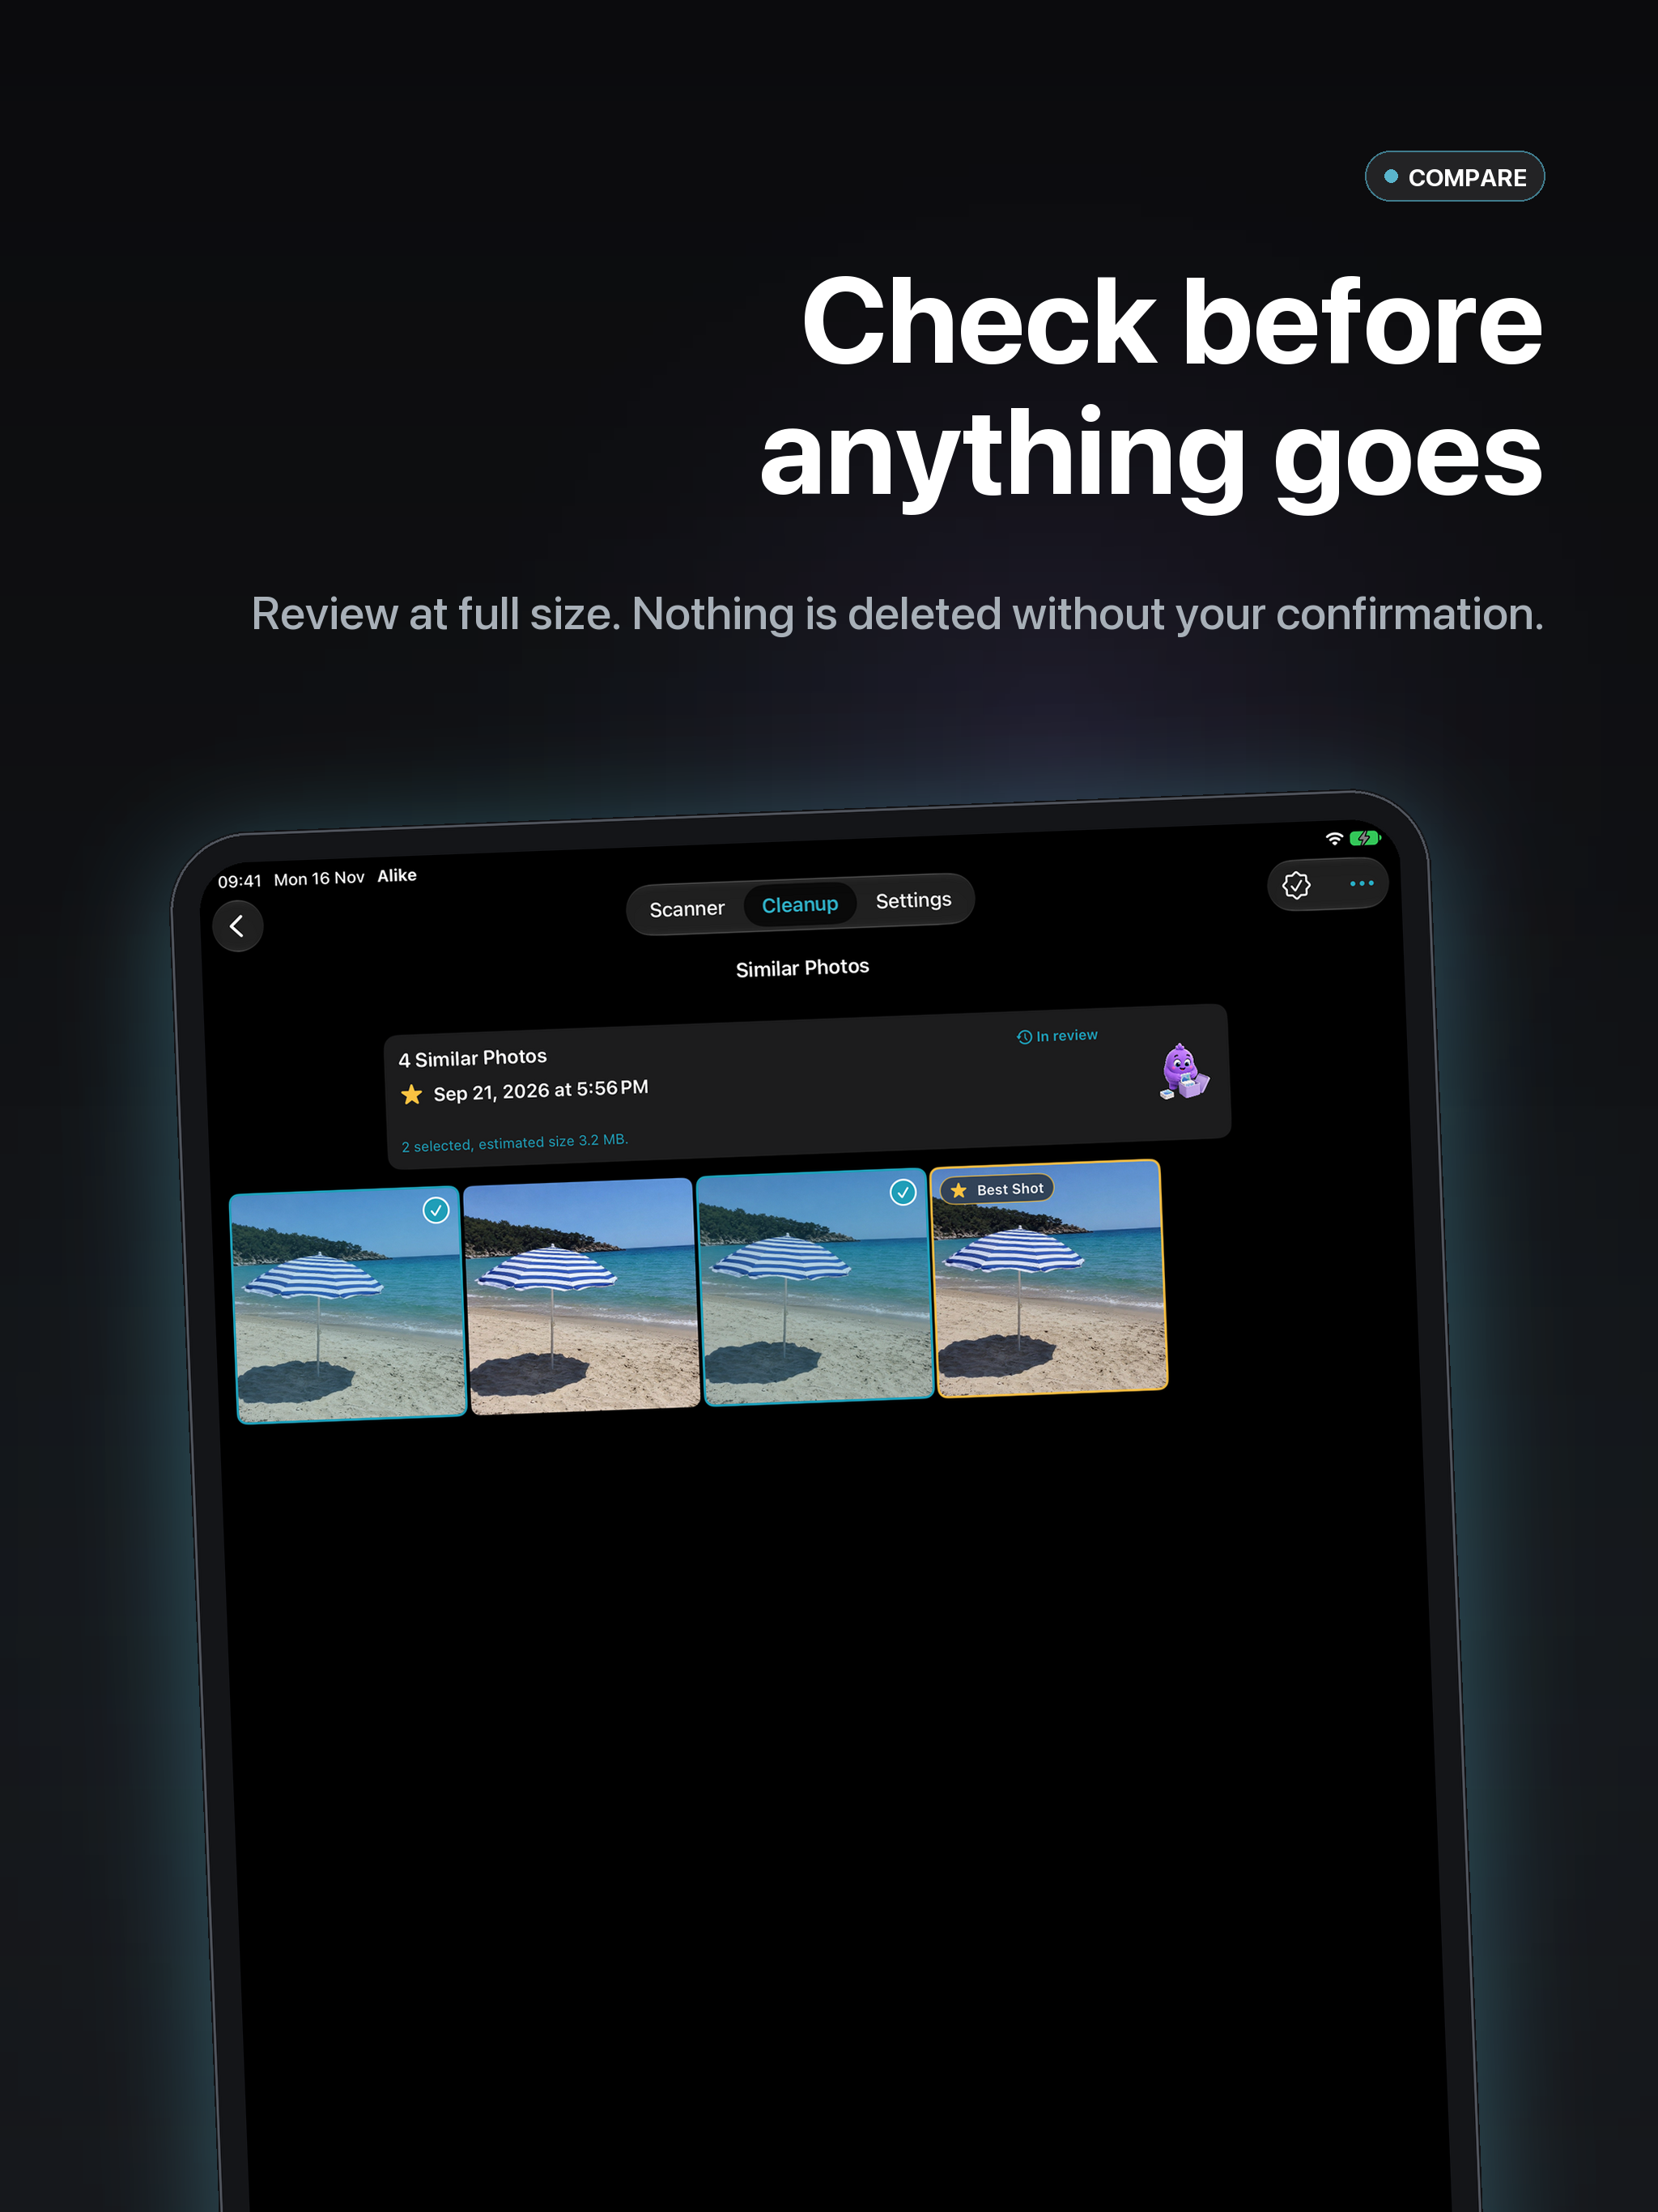 COMPARE
Check before
anything goes
Review at full size. Nothing is deleted without your confirmation.
09:41 Mon 16 Nov Alike
Scanner Cleanup Settings
Similar Photos
4 Similar Photos
In review
Sep 21, 2026 at 5:56 PM
2 selected, estimated size 3.2 MB.
Best Shot